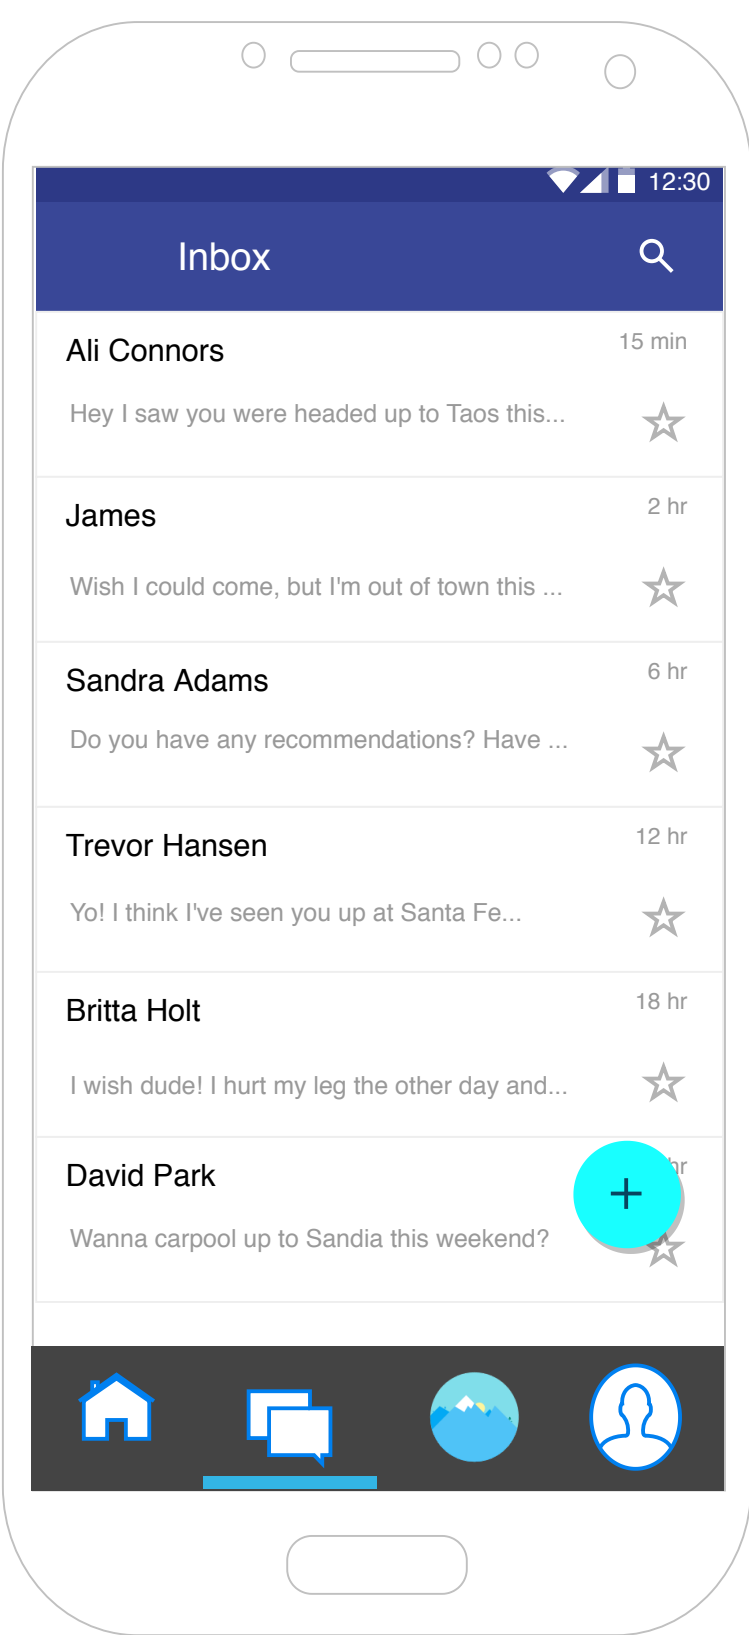 12:30
Inbox
Ali Connors
15 min
Hey I saw you were headed up to Taos this...
James
2 hr
Wish I could come, but I'm out of town this ...
Sandra Adams
6 hr
Do you have any recommendations? Have ...
Trevor Hansen
12 hr
Yo! I think I've seen you up at Santa Fe...
Britta Holt
18 hr
I wish dude! I hurt my leg the other day and...
David Park
hr
Wanna carpool up to Sandia this weekend?